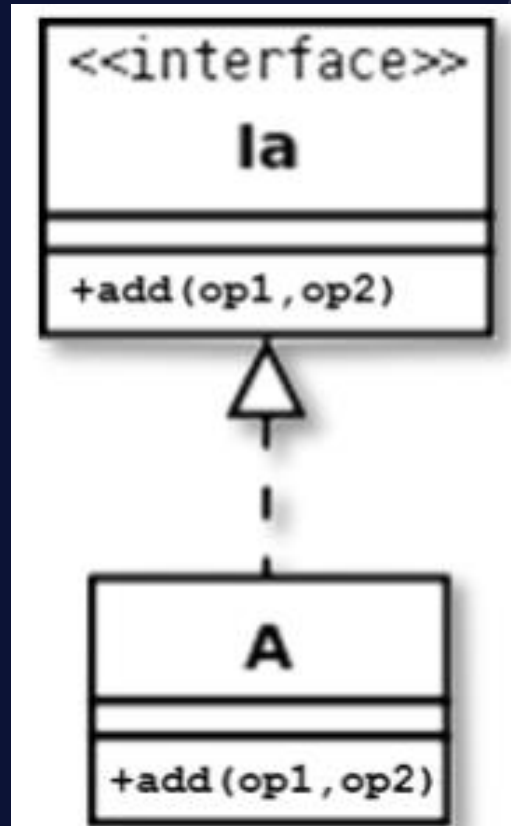 <<interface>>
Ia
+add(op1,op2)
A
+add(op1,op2)